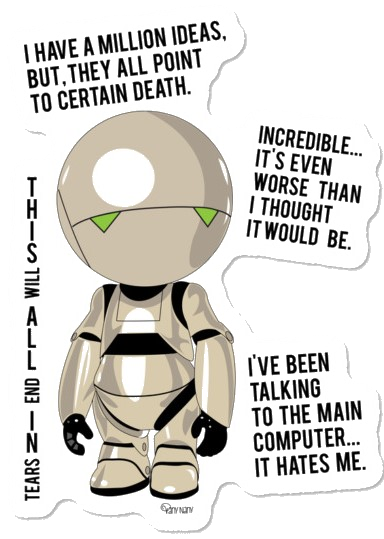 I HAVE A MILLION IDEAS,
BUT, THEY ALL POINT
TO CERTAIN DEATH.
INCREDIBLE...
IT'S EVEN
WORSE THAN
I THOUGHT
IT WOULD BE.
THIS WILL ALL END IN TEARS
I'VE BEEN
TALKING
TO THE MAIN
COMPUTER...
IT HATES ME.